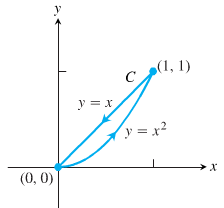 y
(1, 1)
C
y = x
y = x²
(0, 0)
x